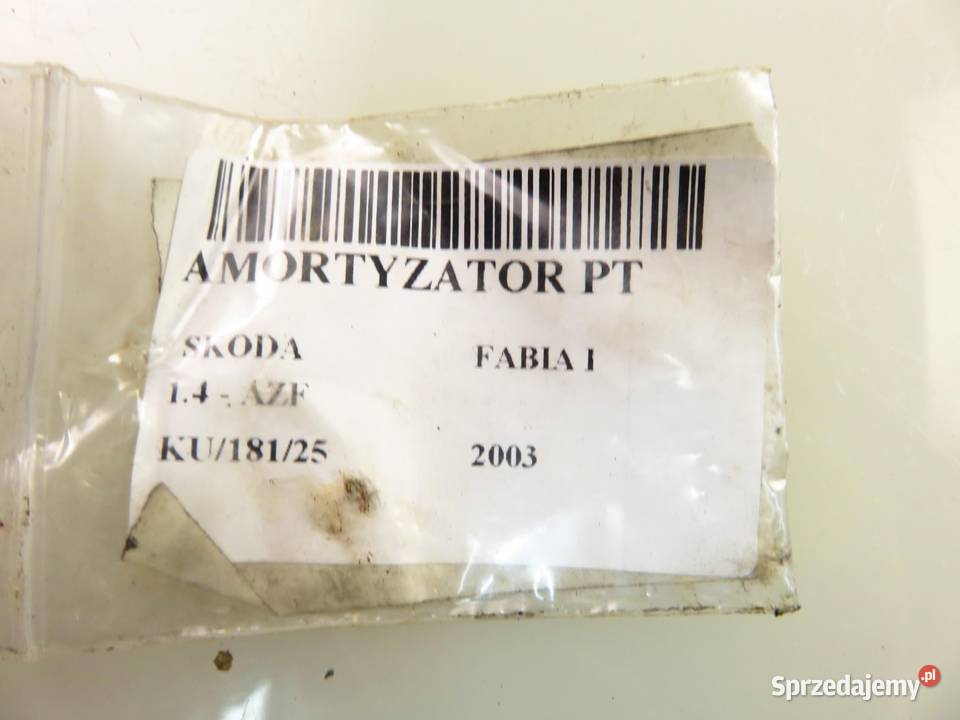 AMORTYZATOR PT
SKODA FABIA I
1.4 - AZF
KU/181/25 2003
Sprzedajemy.pl